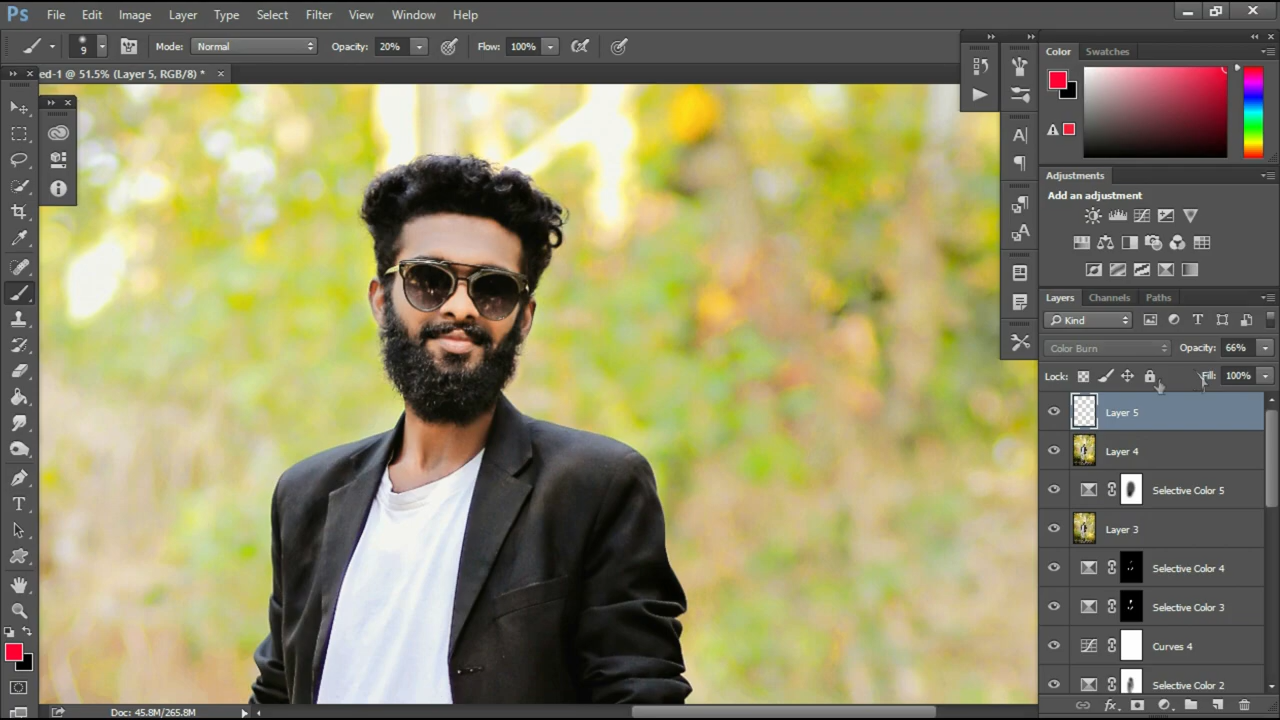 Ps File Edit Image Layer Type Select Filter View Window Help
9 Mode: Normal Opacity: 20% Flow: 100%
ed-1 @ 51.5% (Layer 5, RGB/8) * ×
Color Swatches
Adjustments
Add an adjustment
Layers Channels Paths
Kind
Color Burn Opacity: 66%
Lock: Fill: 100%
Layer 5
Layer 4
Selective Color 5
Layer 3
Selective Color 4
Selective Color 3
Curves 4
Selective Color 2
fx
Doc: 45.8M/265.8M